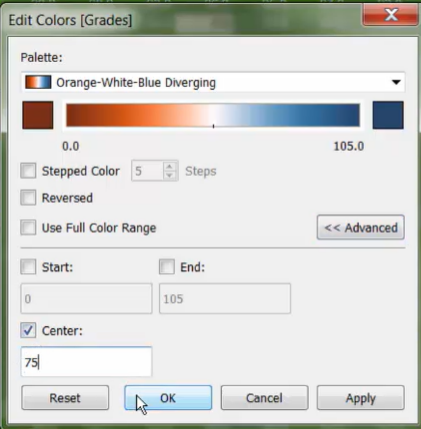 Edit Colors [Grades]
X
Palette:
Orange-White-Blue Diverging
0.0 105.0
Stepped Color 5 Steps
Reversed
Use Full Color Range << Advanced
Start: End:
0 105
Center:
75
Reset OK Cancel Apply